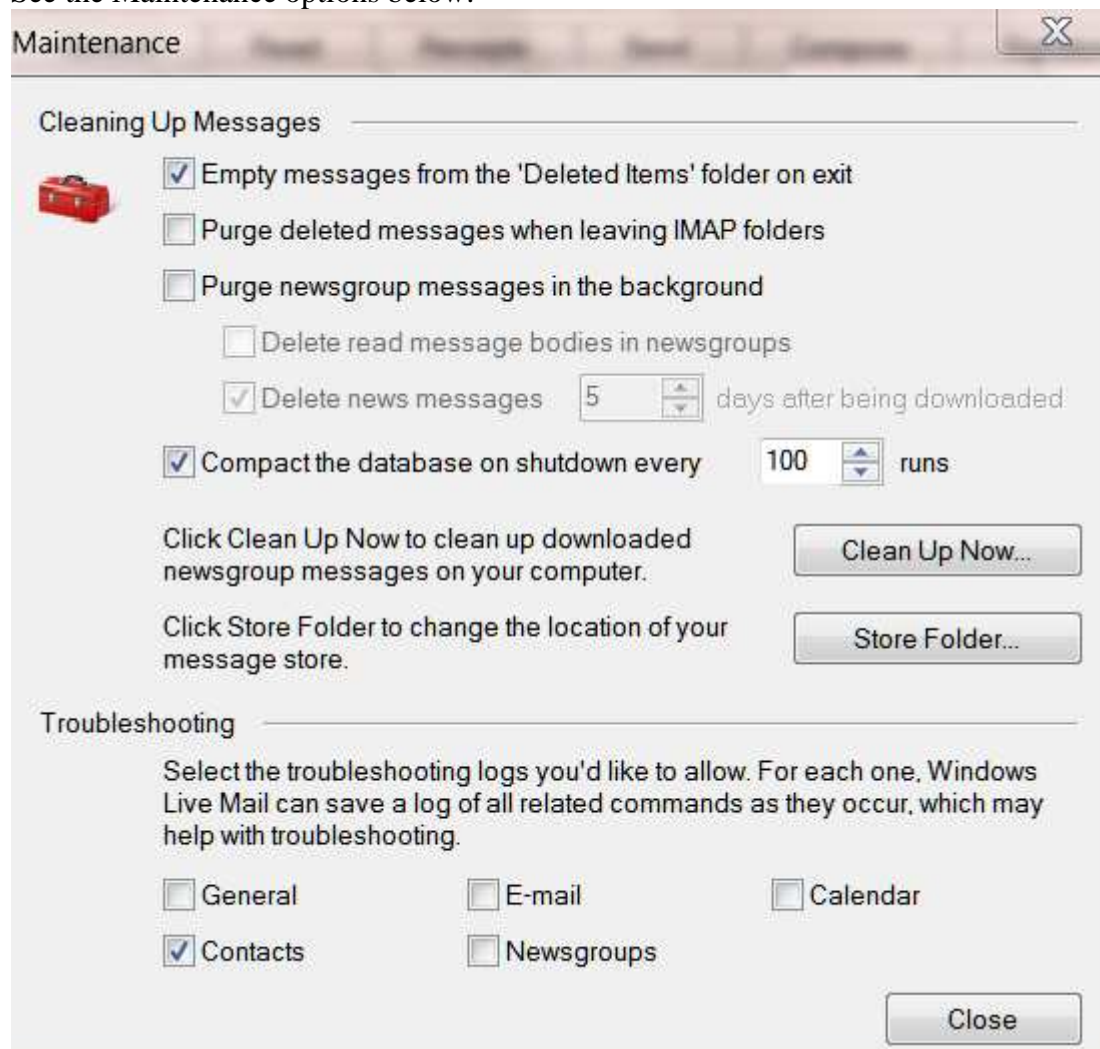 See the Maintenance options below:
Maintenance
Cleaning Up Messages
Empty messages from the 'Deleted Items' folder on exit
Purge deleted messages when leaving IMAP folders
Purge newsgroup messages in the background
Delete read message bodies in newsgroups
Delete news messages 5 days after being downloaded
Compact the database on shutdown every 100 runs
Click Clean Up Now to clean up downloaded
newsgroup messages on your computer.
Clean Up Now...
Click Store Folder to change the location of your
message store.
Store Folder...
Troubleshooting
Select the troubleshooting logs you'd like to allow. For each one, Windows
Live Mail can save a log of all related commands as they occur, which may
help with troubleshooting.
General E-mail Calendar
Contacts Newsgroups
Close